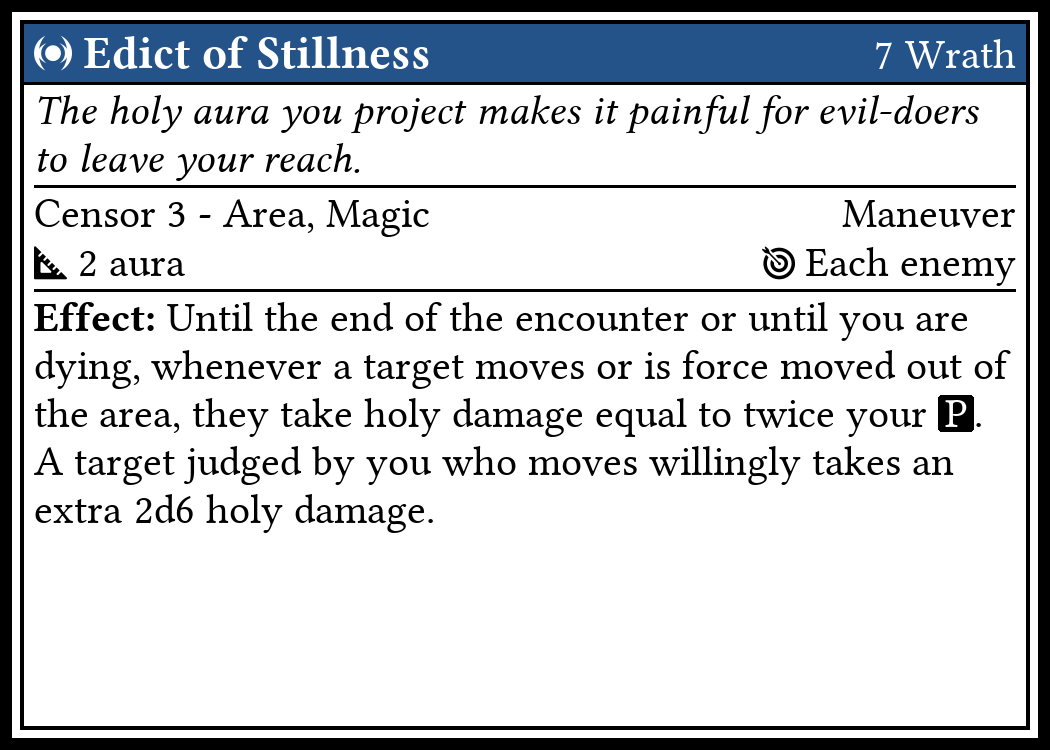 Edict of Stillness 7 Wrath
The holy aura you project makes it painful for evil-doers
to leave your reach.
Censor 3 - Area, Magic Maneuver
2 aura Each enemy
Effect: Until the end of the encounter or until you are
dying, whenever a target moves or is force moved out of
the area, they take holy damage equal to twice your P.
A target judged by you who moves willingly takes an
extra 2d6 holy damage.